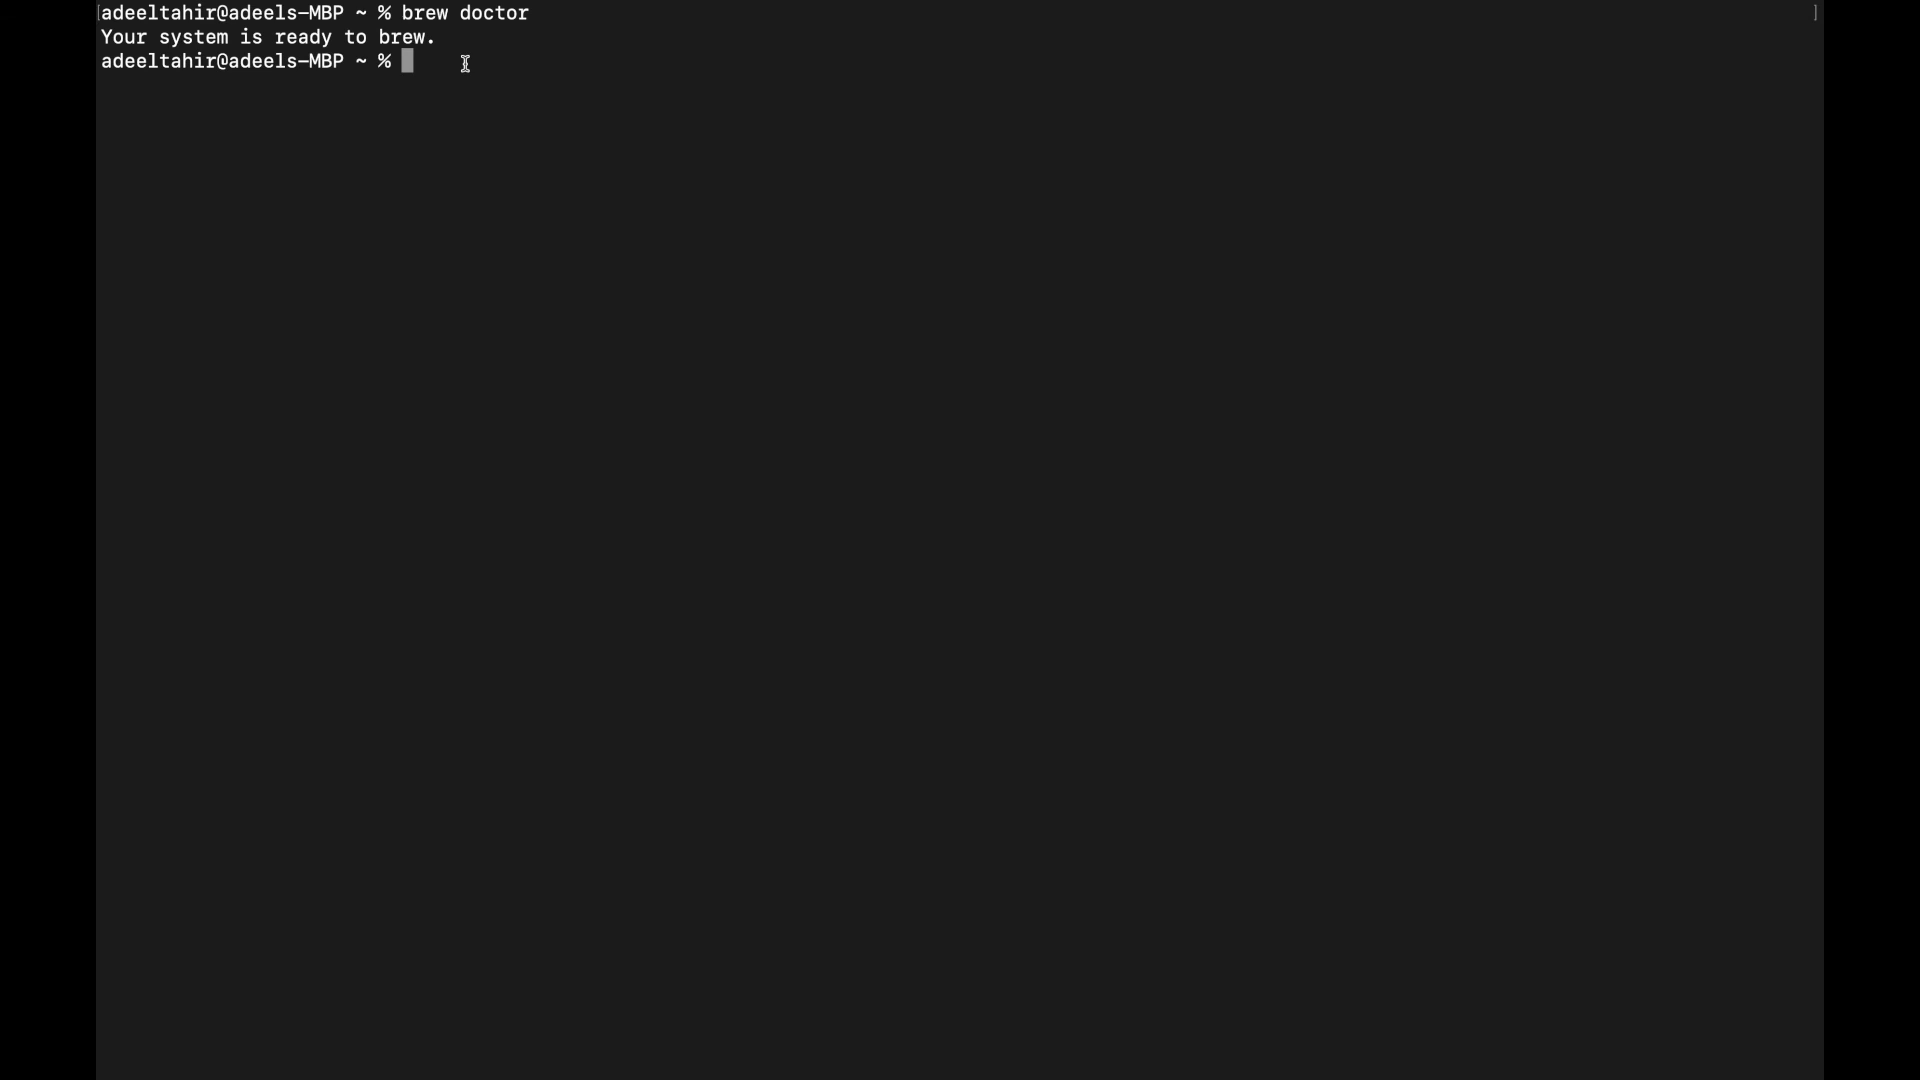 [adeeltahir@adeels-MBP ~ % brew doctor ]
Your system is ready to brew.
adeeltahir@adeels-MBP ~ %